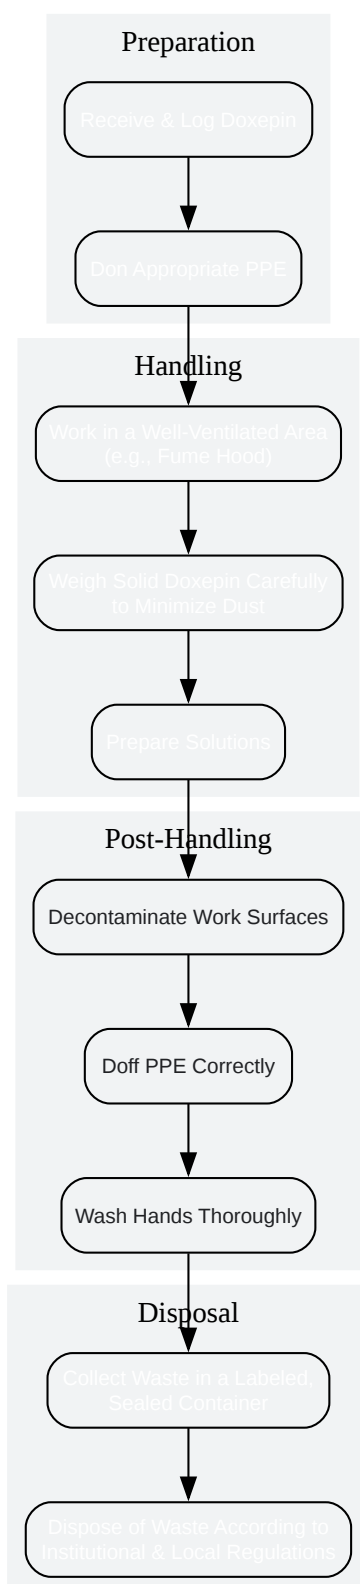 Preparation
Receive & Log Doxepin
Don Appropriate PPE
Handling
Work in a Well-Ventilated Area
(e.g., Fume Hood)
Weigh Solid Doxepin Carefully
to Minimize Dust
Prepare Solutions
Post-Handling
Decontaminate Work Surfaces
Doff PPE Correctly
Wash Hands Thoroughly
Disposal
Collect Waste in a Labeled,
Sealed Container
Dispose of Waste According to
Institutional & Local Regulations